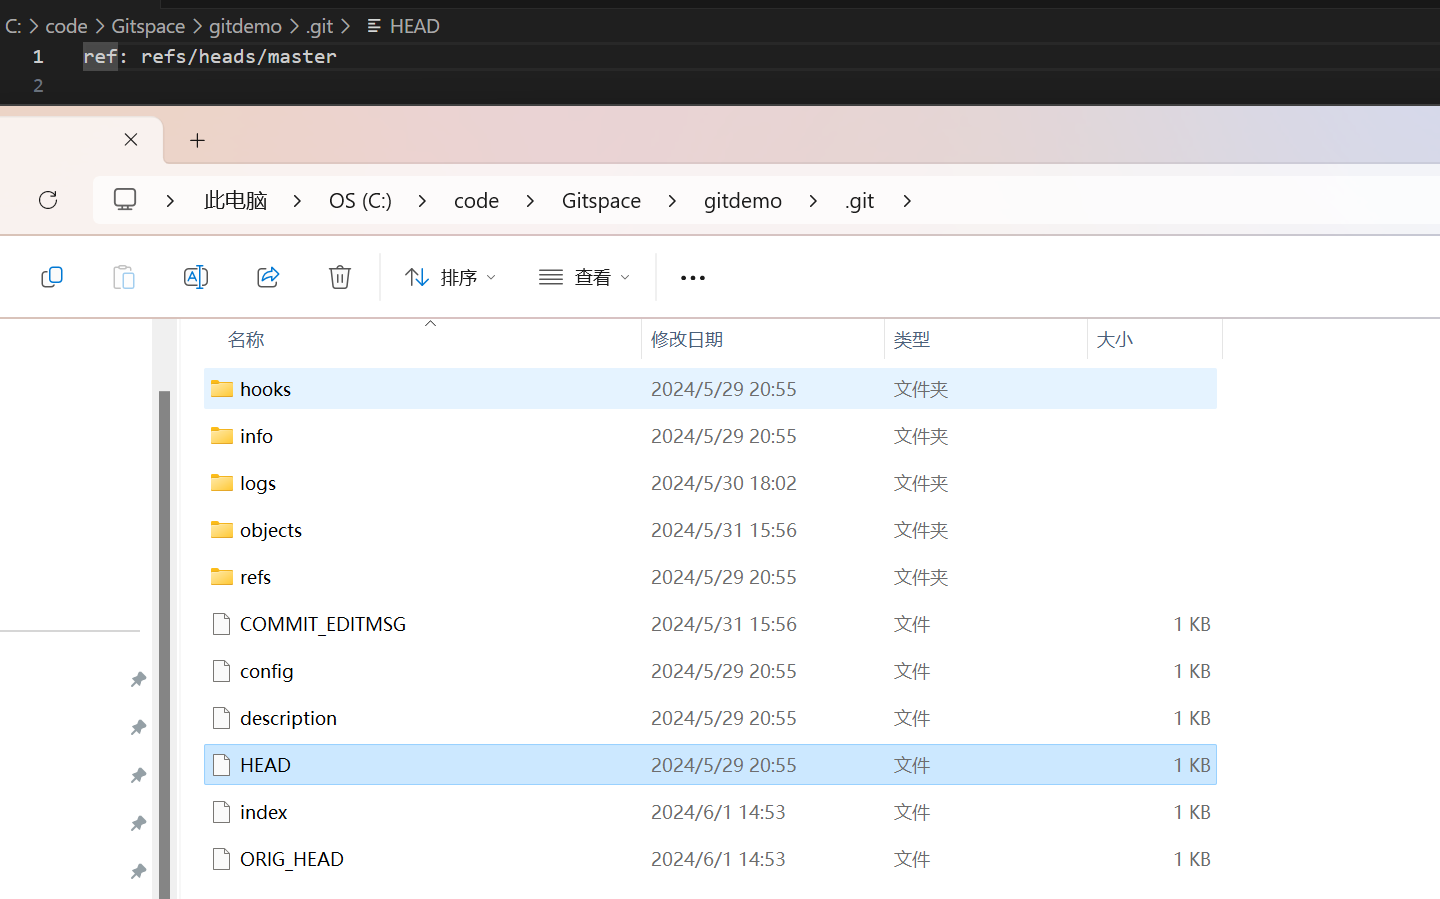 C: > code > Gitspace > gitdemo > .git > HEAD
1 ref: refs/heads/master
2
此电脑 > OS (C:) > code > Gitspace > gitdemo > .git >
排序 查看
名称 修改日期 类型 大小
hooks 2024/5/29 20:55 文件夹
info 2024/5/29 20:55 文件夹
logs 2024/5/30 18:02 文件夹
objects 2024/5/31 15:56 文件夹
refs 2024/5/29 20:55 文件夹
COMMIT_EDITMSG 2024/5/31 15:56 文件 1 KB
config 2024/5/29 20:55 文件 1 KB
description 2024/5/29 20:55 文件 1 KB
HEAD 2024/5/29 20:55 文件 1 KB
index 2024/6/1 14:53 文件 1 KB
ORIG_HEAD 2024/6/1 14:53 文件 1 KB